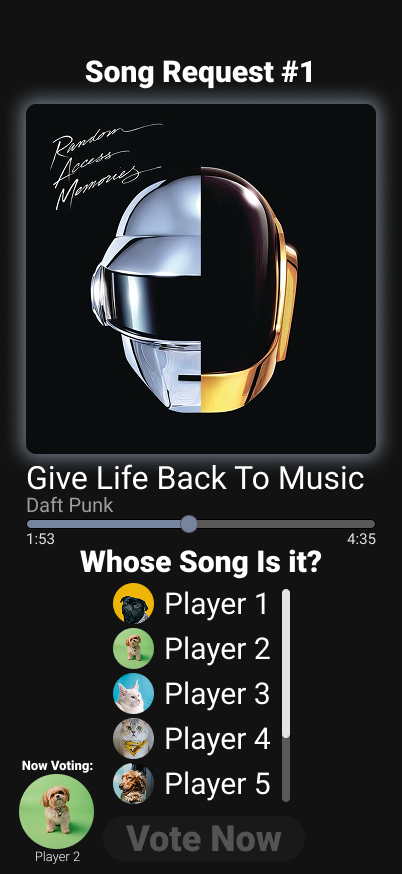 Song Request #1
Random
Access
Memories
Give Life Back To Music
Daft Punk
1:53 4:35
Whose Song Is it?
Player 1
Player 2
Player 3
Player 4
Player 5
Now Voting:
Player 2
Vote Now